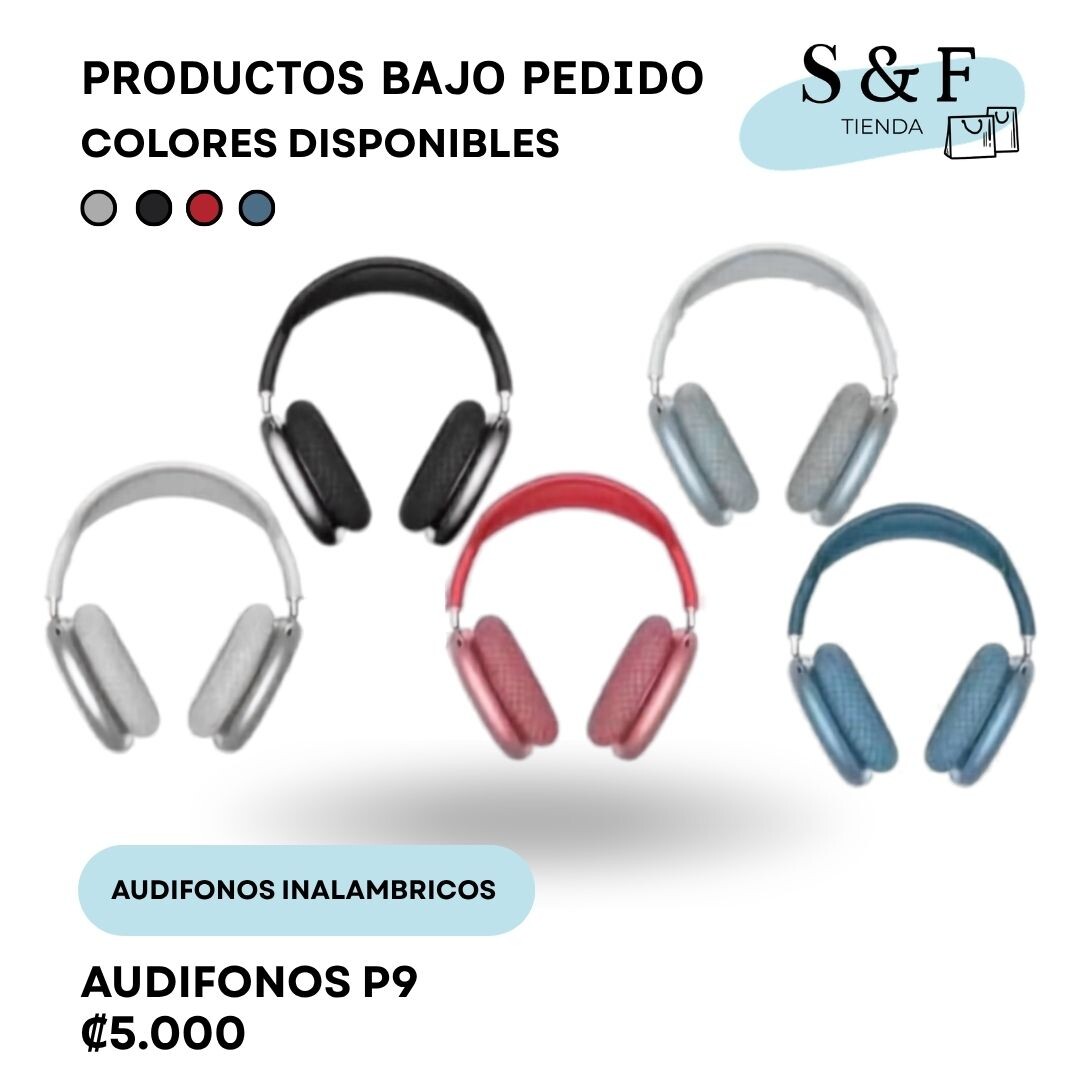 PRODUCTOS BAJO PEDIDO
COLORES DISPONIBLES
S & F
TIENDA
AUDIFONOS INALAMBRICOS
AUDIFONOS P9
₡5.000